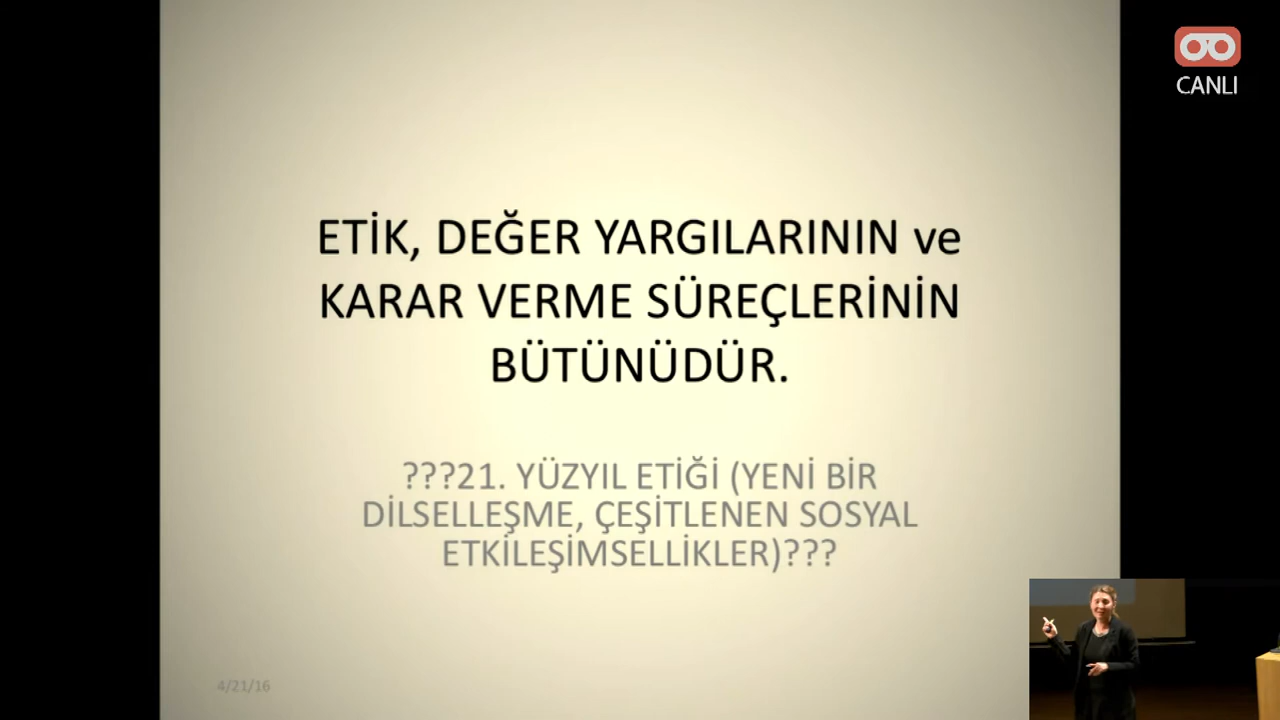 CANLI
ETİK, DEĞER YARGILARININ ve
KARAR VERME SÜREÇLERİNİN
BÜTÜNÜDÜR.
???21. YÜZYIL ETİĞİ (YENİ BİR
DİLSELLEŞME, ÇEŞİTLENEN SOSYAL
ETKİLEŞİMSELLİKLER)???
4/21/16